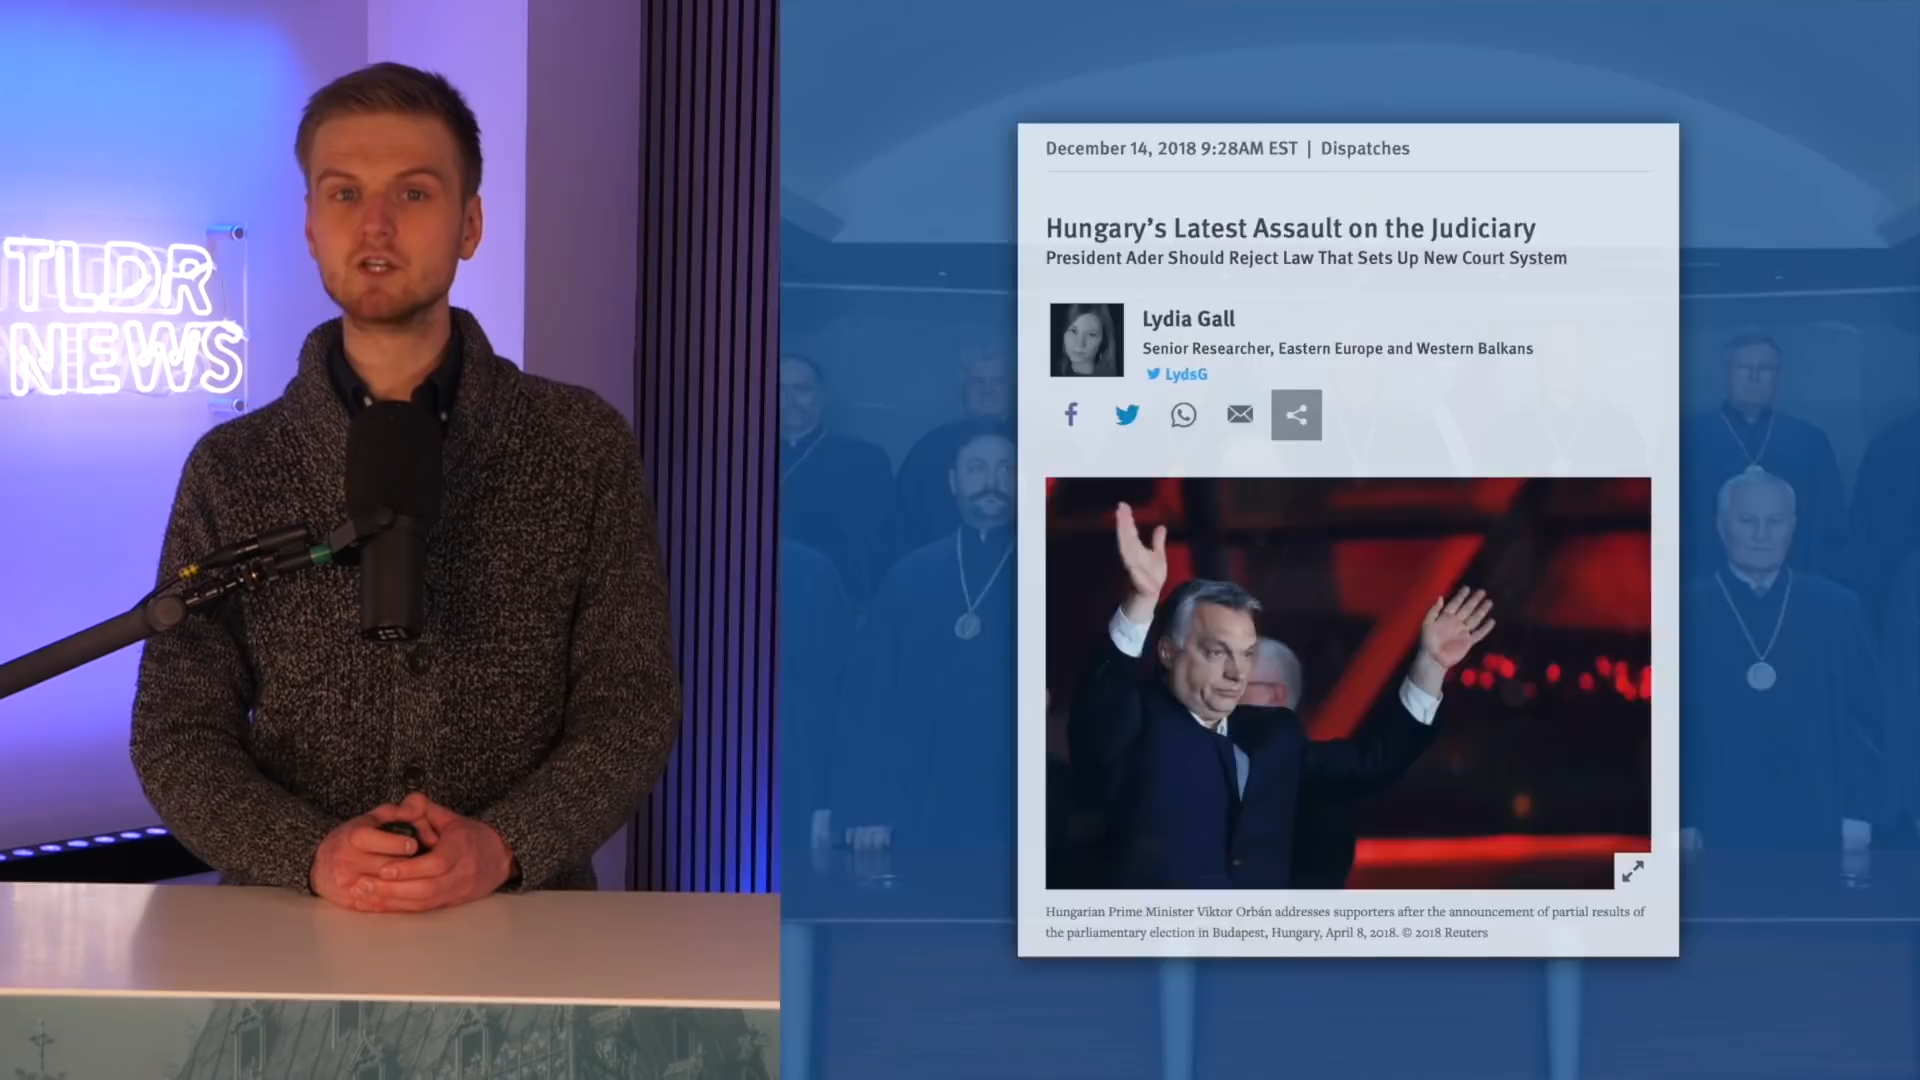 TLDR
NEWS
December 14, 2018 9:28AM EST | Dispatches
Hungary’s Latest Assault on the Judiciary
President Ader Should Reject Law That Sets Up New Court System
Lydia Gall
Senior Researcher, Eastern Europe and Western Balkans
LydsG
Hungarian Prime Minister Viktor Orbán addresses supporters after the announcement of partial results of
the parliamentary election in Budapest, Hungary, April 8, 2018. © 2018 Reuters